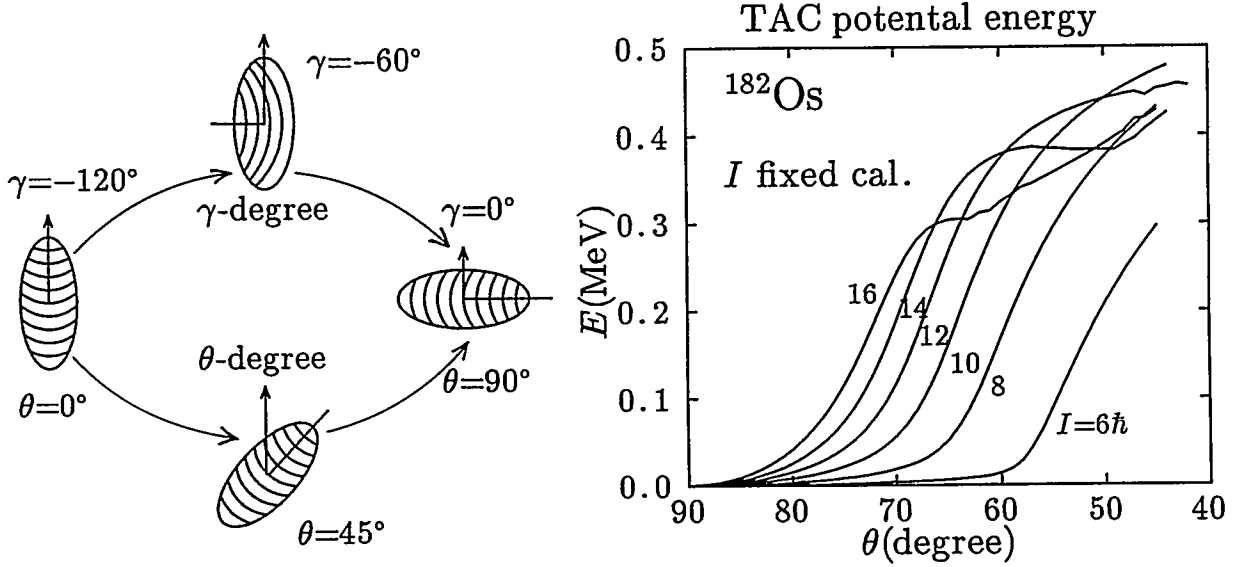 γ=−60°
γ=−120°
γ-degree
γ=0°
θ-degree
θ=0°
θ=90°
θ=45°
TAC potental energy
¹⁸²Os
I fixed cal.
E(MeV)
0.5
0.4
0.3
0.2
0.1
0.0
16
14
12
10
8
I=6ℏ
90
80
70
60
50
40
θ(degree)